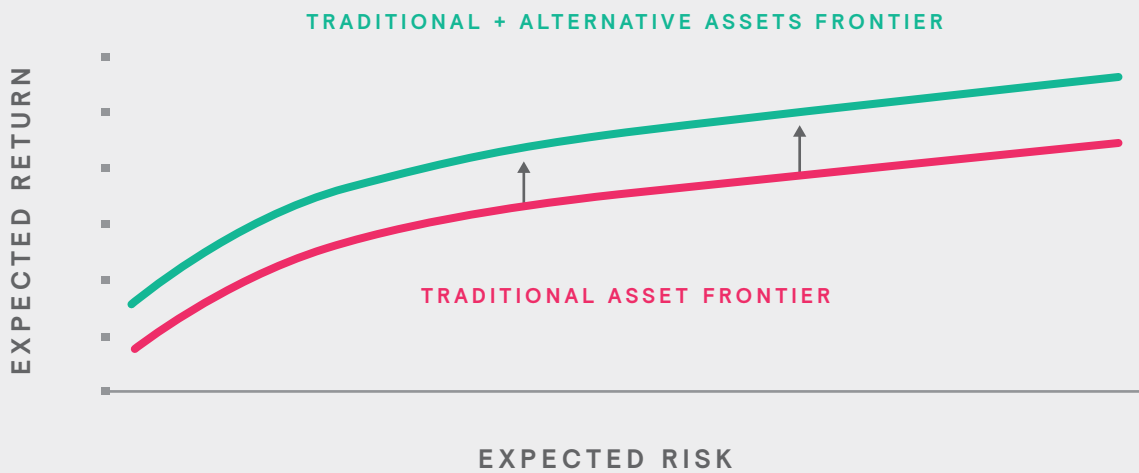 TRADITIONAL + ALTERNATIVE ASSETS FRONTIER
EXPECTED RETURN
TRADITIONAL ASSET FRONTIER
EXPECTED RISK